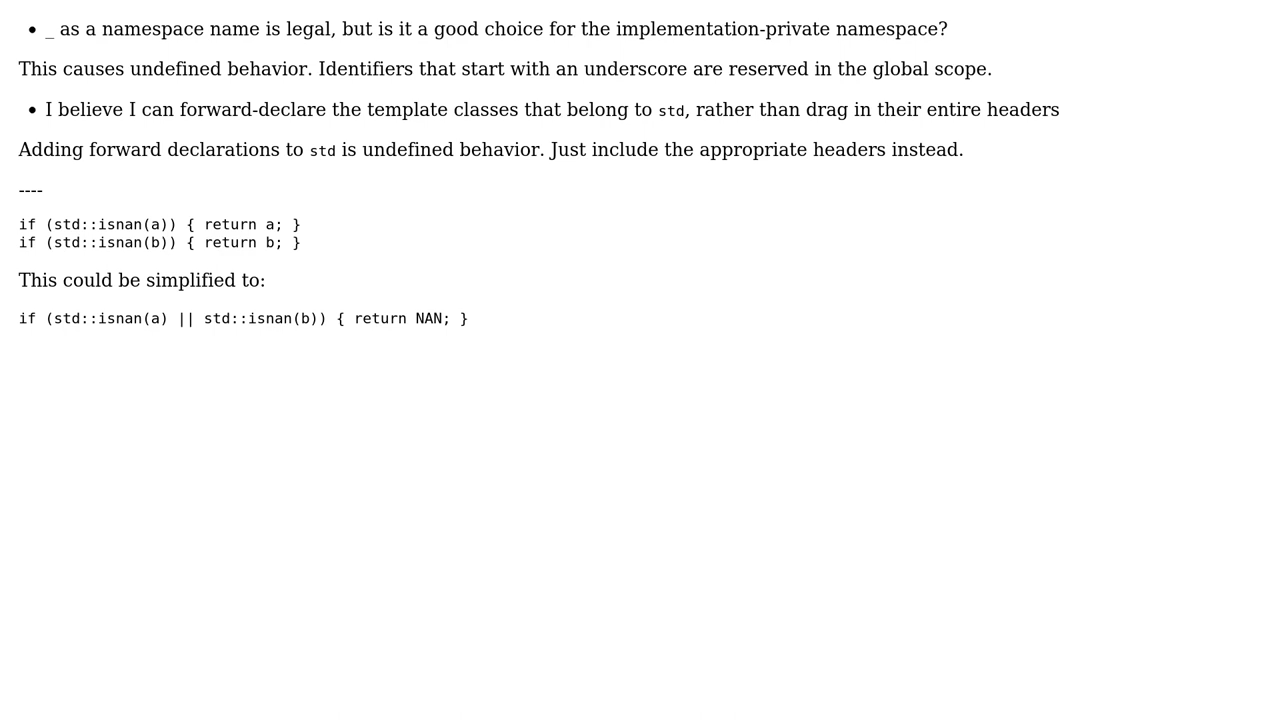 • _ as a namespace name is legal, but is it a good choice for the implementation-private namespace?
This causes undefined behavior. Identifiers that start with an underscore are reserved in the global scope.
• I believe I can forward-declare the template classes that belong to std, rather than drag in their entire headers
Adding forward declarations to std is undefined behavior. Just include the appropriate headers instead.
----
if (std::isnan(a)) { return a; }
if (std::isnan(b)) { return b; }
This could be simplified to:
if (std::isnan(a) || std::isnan(b)) { return NAN; }